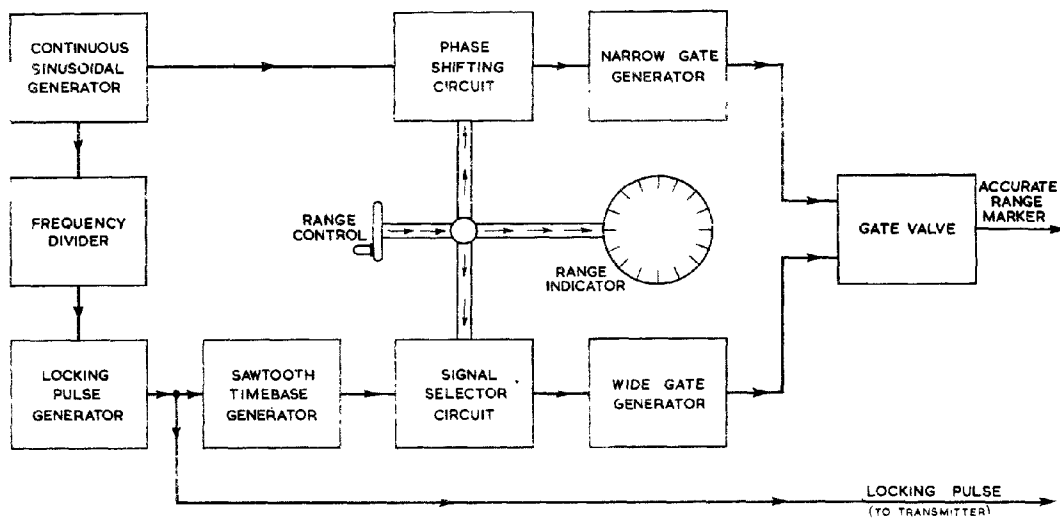 CONTINUOUS
SINUSOIDAL
GENERATOR
PHASE
SHIFTING
CIRCUIT
NARROW GATE
GENERATOR
FREQUENCY
DIVIDER
RANGE
CONTROL
RANGE
INDICATOR
GATE VALVE
ACCURATE
RANGE
MARKER
LOCKING
PULSE
GENERATOR
SAWTOOTH
TIMEBASE
GENERATOR
SIGNAL
SELECTOR
CIRCUIT
WIDE GATE
GENERATOR
LOCKING PULSE
(TO TRANSMITTER)